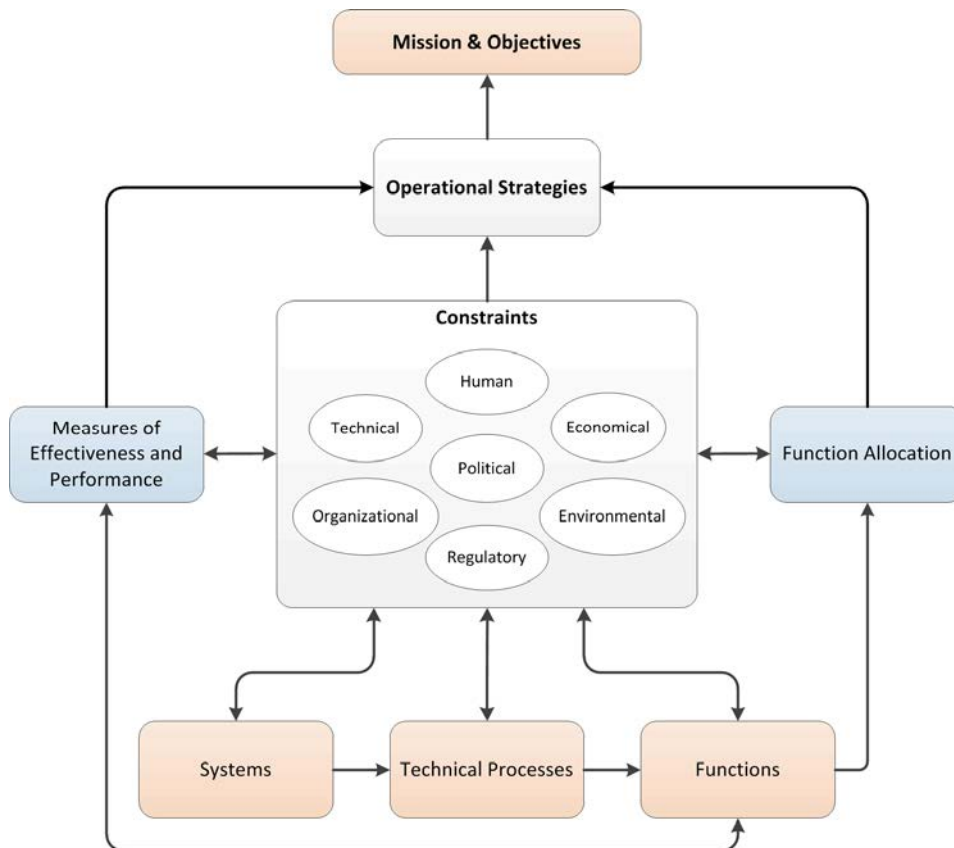 Mission & Objectives
Operational Strategies
Constraints
Human
Technical
Economical
Political
Organizational
Environmental
Regulatory
Measures of
Effectiveness and
Performance
Function Allocation
Systems
Technical Processes
Functions